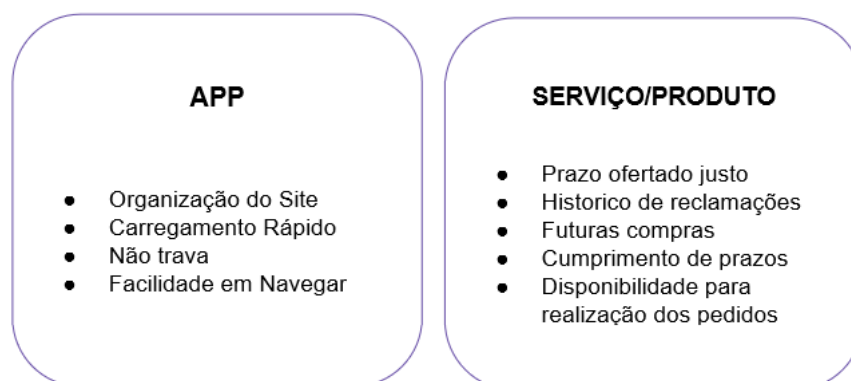 APP
● Organização do Site
● Carregamento Rápido
● Não trava
● Facilidade em Navegar
SERVIÇO/PRODUTO
● Prazo ofertado justo
● Historico de reclamações
● Futuras compras
● Cumprimento de prazos
● Disponibilidade para
realização dos pedidos